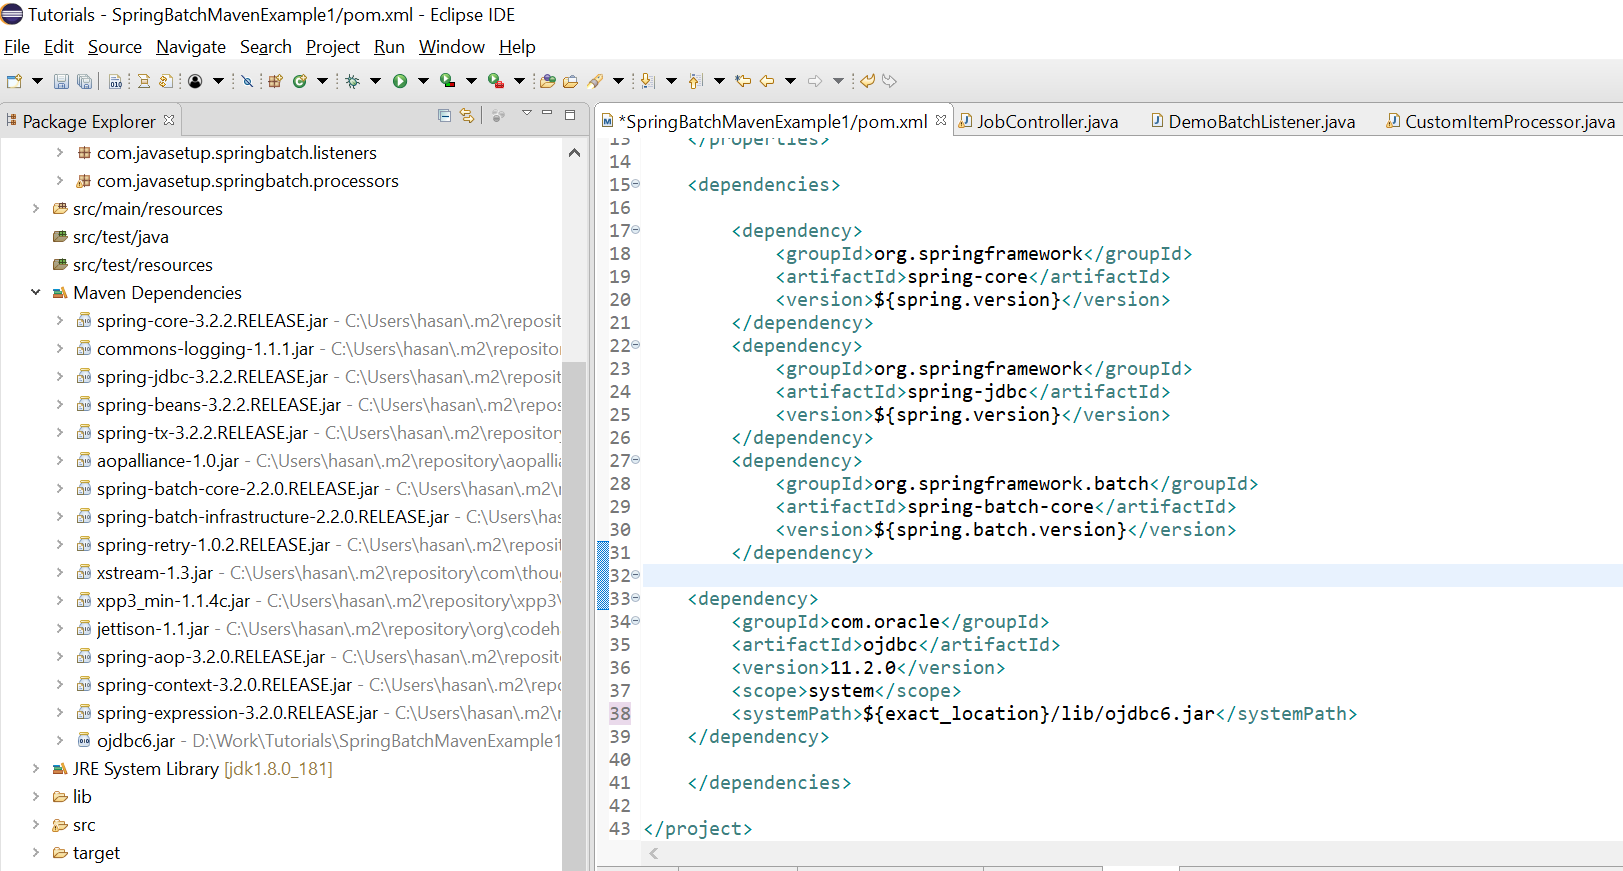 Tutorials - SpringBatchMavenExample1/pom.xml - Eclipse IDE
File Edit Source Navigate Search Project Run Window Help
Package Explorer
com.javasetup.springbatch.listeners
com.javasetup.springbatch.processors
src/main/resources
src/test/java
src/test/resources
Maven Dependencies
spring-core-3.2.2.RELEASE.jar - C:\Users\hasan\.m2\reposit
commons-logging-1.1.1.jar - C:\Users\hasan\.m2\reposito
spring-jdbc-3.2.2.RELEASE.jar - C:\Users\hasan\.m2\reposit
spring-beans-3.2.2.RELEASE.jar - C:\Users\hasan\.m2\repos
spring-tx-3.2.2.RELEASE.jar - C:\Users\hasan\.m2\repository
aopalliance-1.0.jar - C:\Users\hasan\.m2\repository\aopallia
spring-batch-core-2.2.0.RELEASE.jar - C:\Users\hasan\.m2\
spring-batch-infrastructure-2.2.0.RELEASE.jar - C:\Users\has
spring-retry-1.0.2.RELEASE.jar - C:\Users\hasan\.m2\reposit
xstream-1.3.jar - C:\Users\hasan\.m2\repository\com\thou
xpp3_min-1.1.4c.jar - C:\Users\hasan\.m2\repository\xpp3\
jettison-1.1.jar - C:\Users\hasan\.m2\repository\org\codeh
spring-aop-3.2.0.RELEASE.jar - C:\Users\hasan\.m2\reposit
spring-context-3.2.0.RELEASE.jar - C:\Users\hasan\.m2\repo
spring-expression-3.2.0.RELEASE.jar - C:\Users\hasan\.m2\
ojdbc6.jar - D:\Work\Tutorials\SpringBatchMavenExample1
JRE System Library [jdk1.8.0_181]
lib
src
target
*SpringBatchMavenExample1/pom.xml JobController.java DemoBatchListener.java CustomItemProcessor.java
13 </properties>
14
15 <dependencies>
16
17 <dependency>
18 <groupId>org.springframework</groupId>
19 <artifactId>spring-core</artifactId>
20 <version>${spring.version}</version>
21 </dependency>
22 <dependency>
23 <groupId>org.springframework</groupId>
24 <artifactId>spring-jdbc</artifactId>
25 <version>${spring.version}</version>
26 </dependency>
27 <dependency>
28 <groupId>org.springframework.batch</groupId>
29 <artifactId>spring-batch-core</artifactId>
30 <version>${spring.batch.version}</version>
31 </dependency>
32
33 <dependency>
34 <groupId>com.oracle</groupId>
35 <artifactId>ojdbc</artifactId>
36 <version>11.2.0</version>
37 <scope>system</scope>
38 <systemPath>${exact_location}/lib/ojdbc6.jar</systemPath>
39 </dependency>
40
41 </dependencies>
42
43 </project>